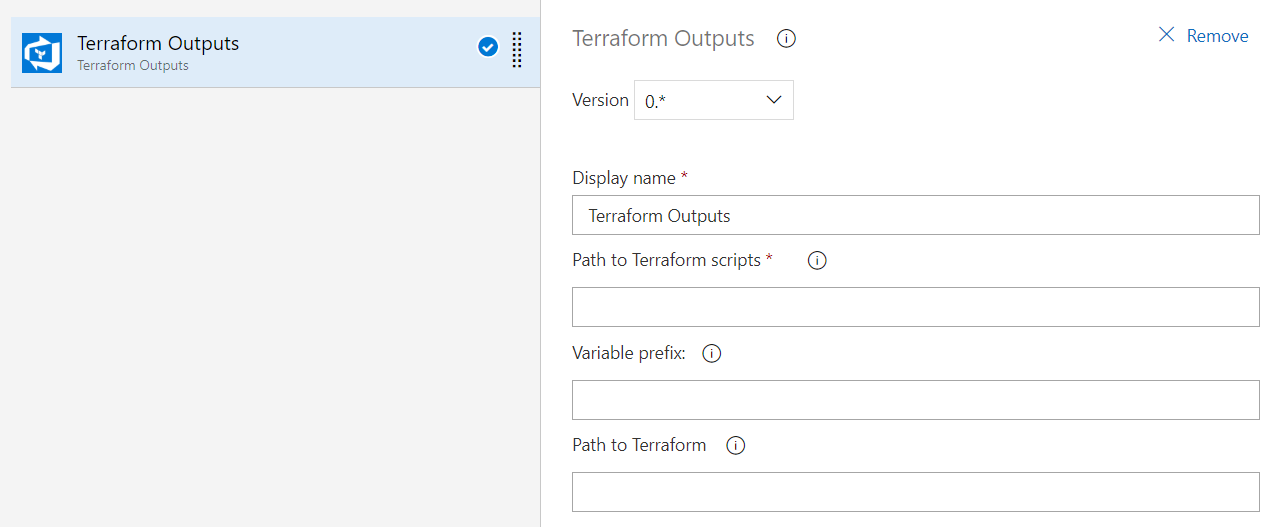 Terraform Outputs
Terraform Outputs
Terraform Outputs
Remove
Version 0.*
Display name *
Terraform Outputs
Path to Terraform scripts *
Variable prefix:
Path to Terraform